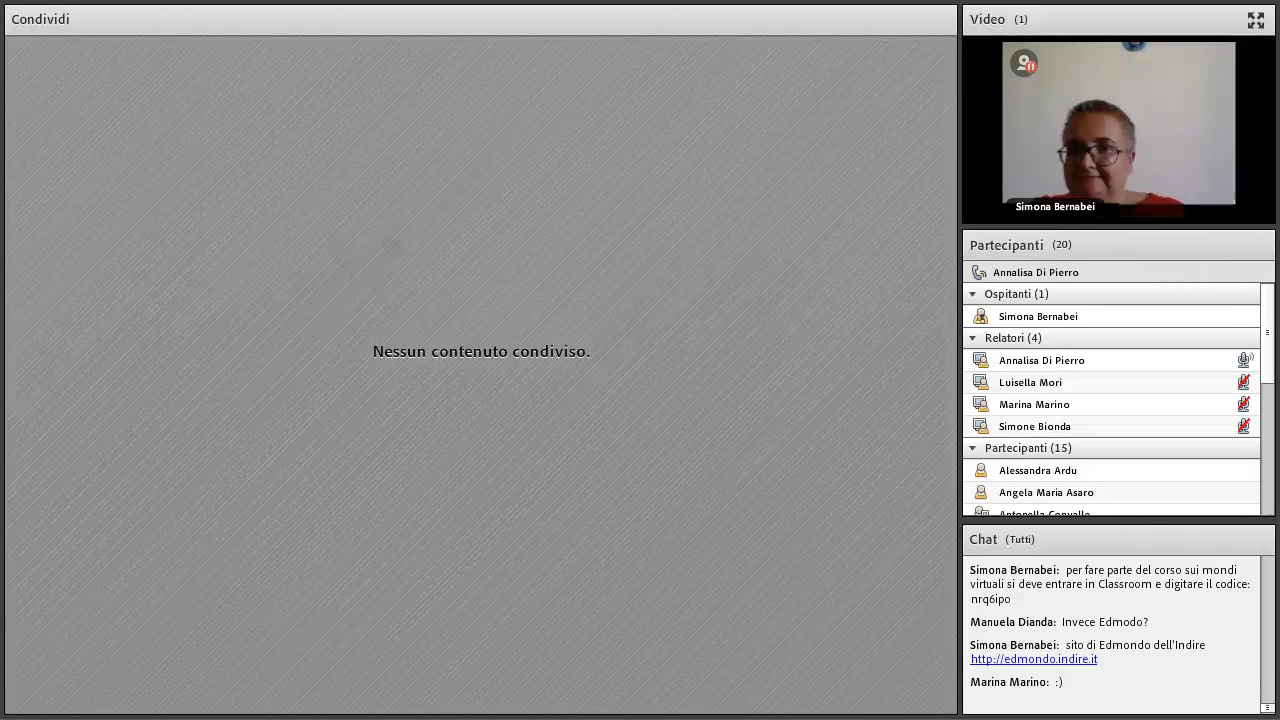 Condividi
Nessun contenuto condiviso.
Video (1)
Simona Bernabei
Partecipanti (20)
Annalisa Di Pierro
Ospitanti (1)
Simona Bernabei
Relatori (4)
Annalisa Di Pierro
Luisella Mori
Marina Marino
Simone Bionda
Partecipanti (15)
Alessandra Ardu
Angela Maria Asaro
Chat (Tutti)
Simona Bernabei: per fare parte del corso sui mondi
virtuali si deve entrare in Classroom e digitare il codice:
nrq6ipo
Manuela Dianda: Invece Edmodo?
Simona Bernabei: sito di Edmondo dell'Indire
http://edmondo.indire.it
Marina Marino: :)